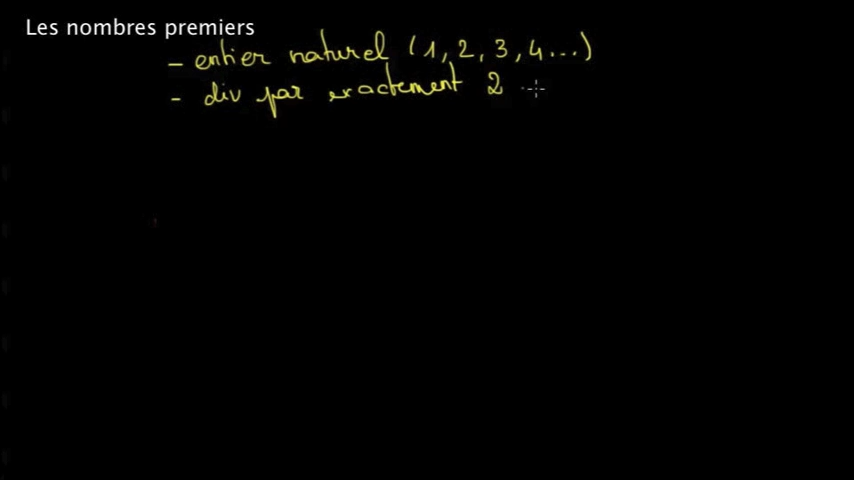 Les nombres premiers
- entier naturel (1, 2, 3, 4...)
- div par exactement 2